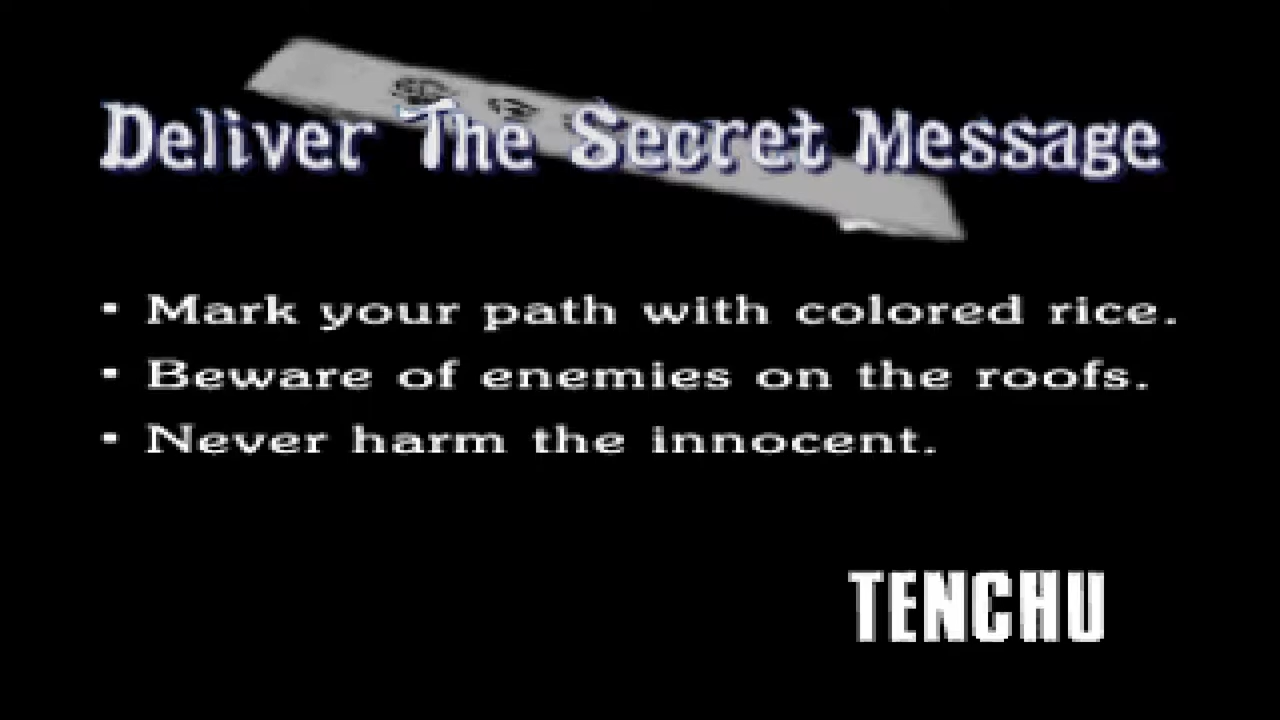 Deliver The Secret Message
• Mark your path with colored rice.
• Beware of enemies on the roofs.
• Never harm the innocent.
TENCHU